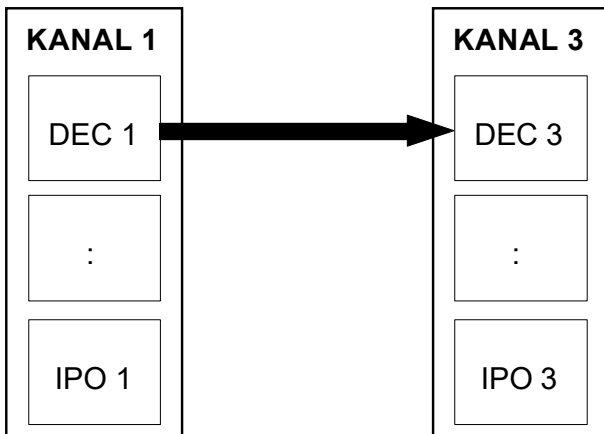 KANAL 1
DEC 1
:
IPO 1
KANAL 3
DEC 3
:
IPO 3